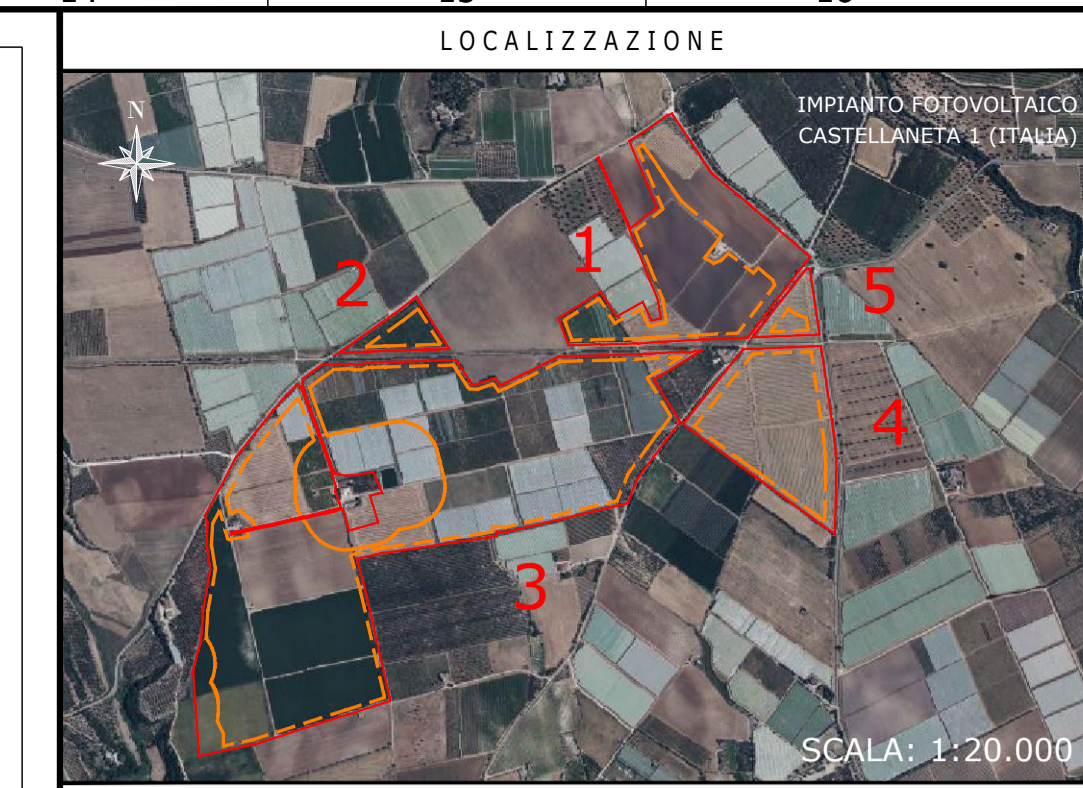 LOCALIZZAZIONE
N
IMPIANTO FOTOVOLTAICO
CASTELLANETA 1 (ITALIA)
1
2
5
4
3
SCALA: 1:20.000